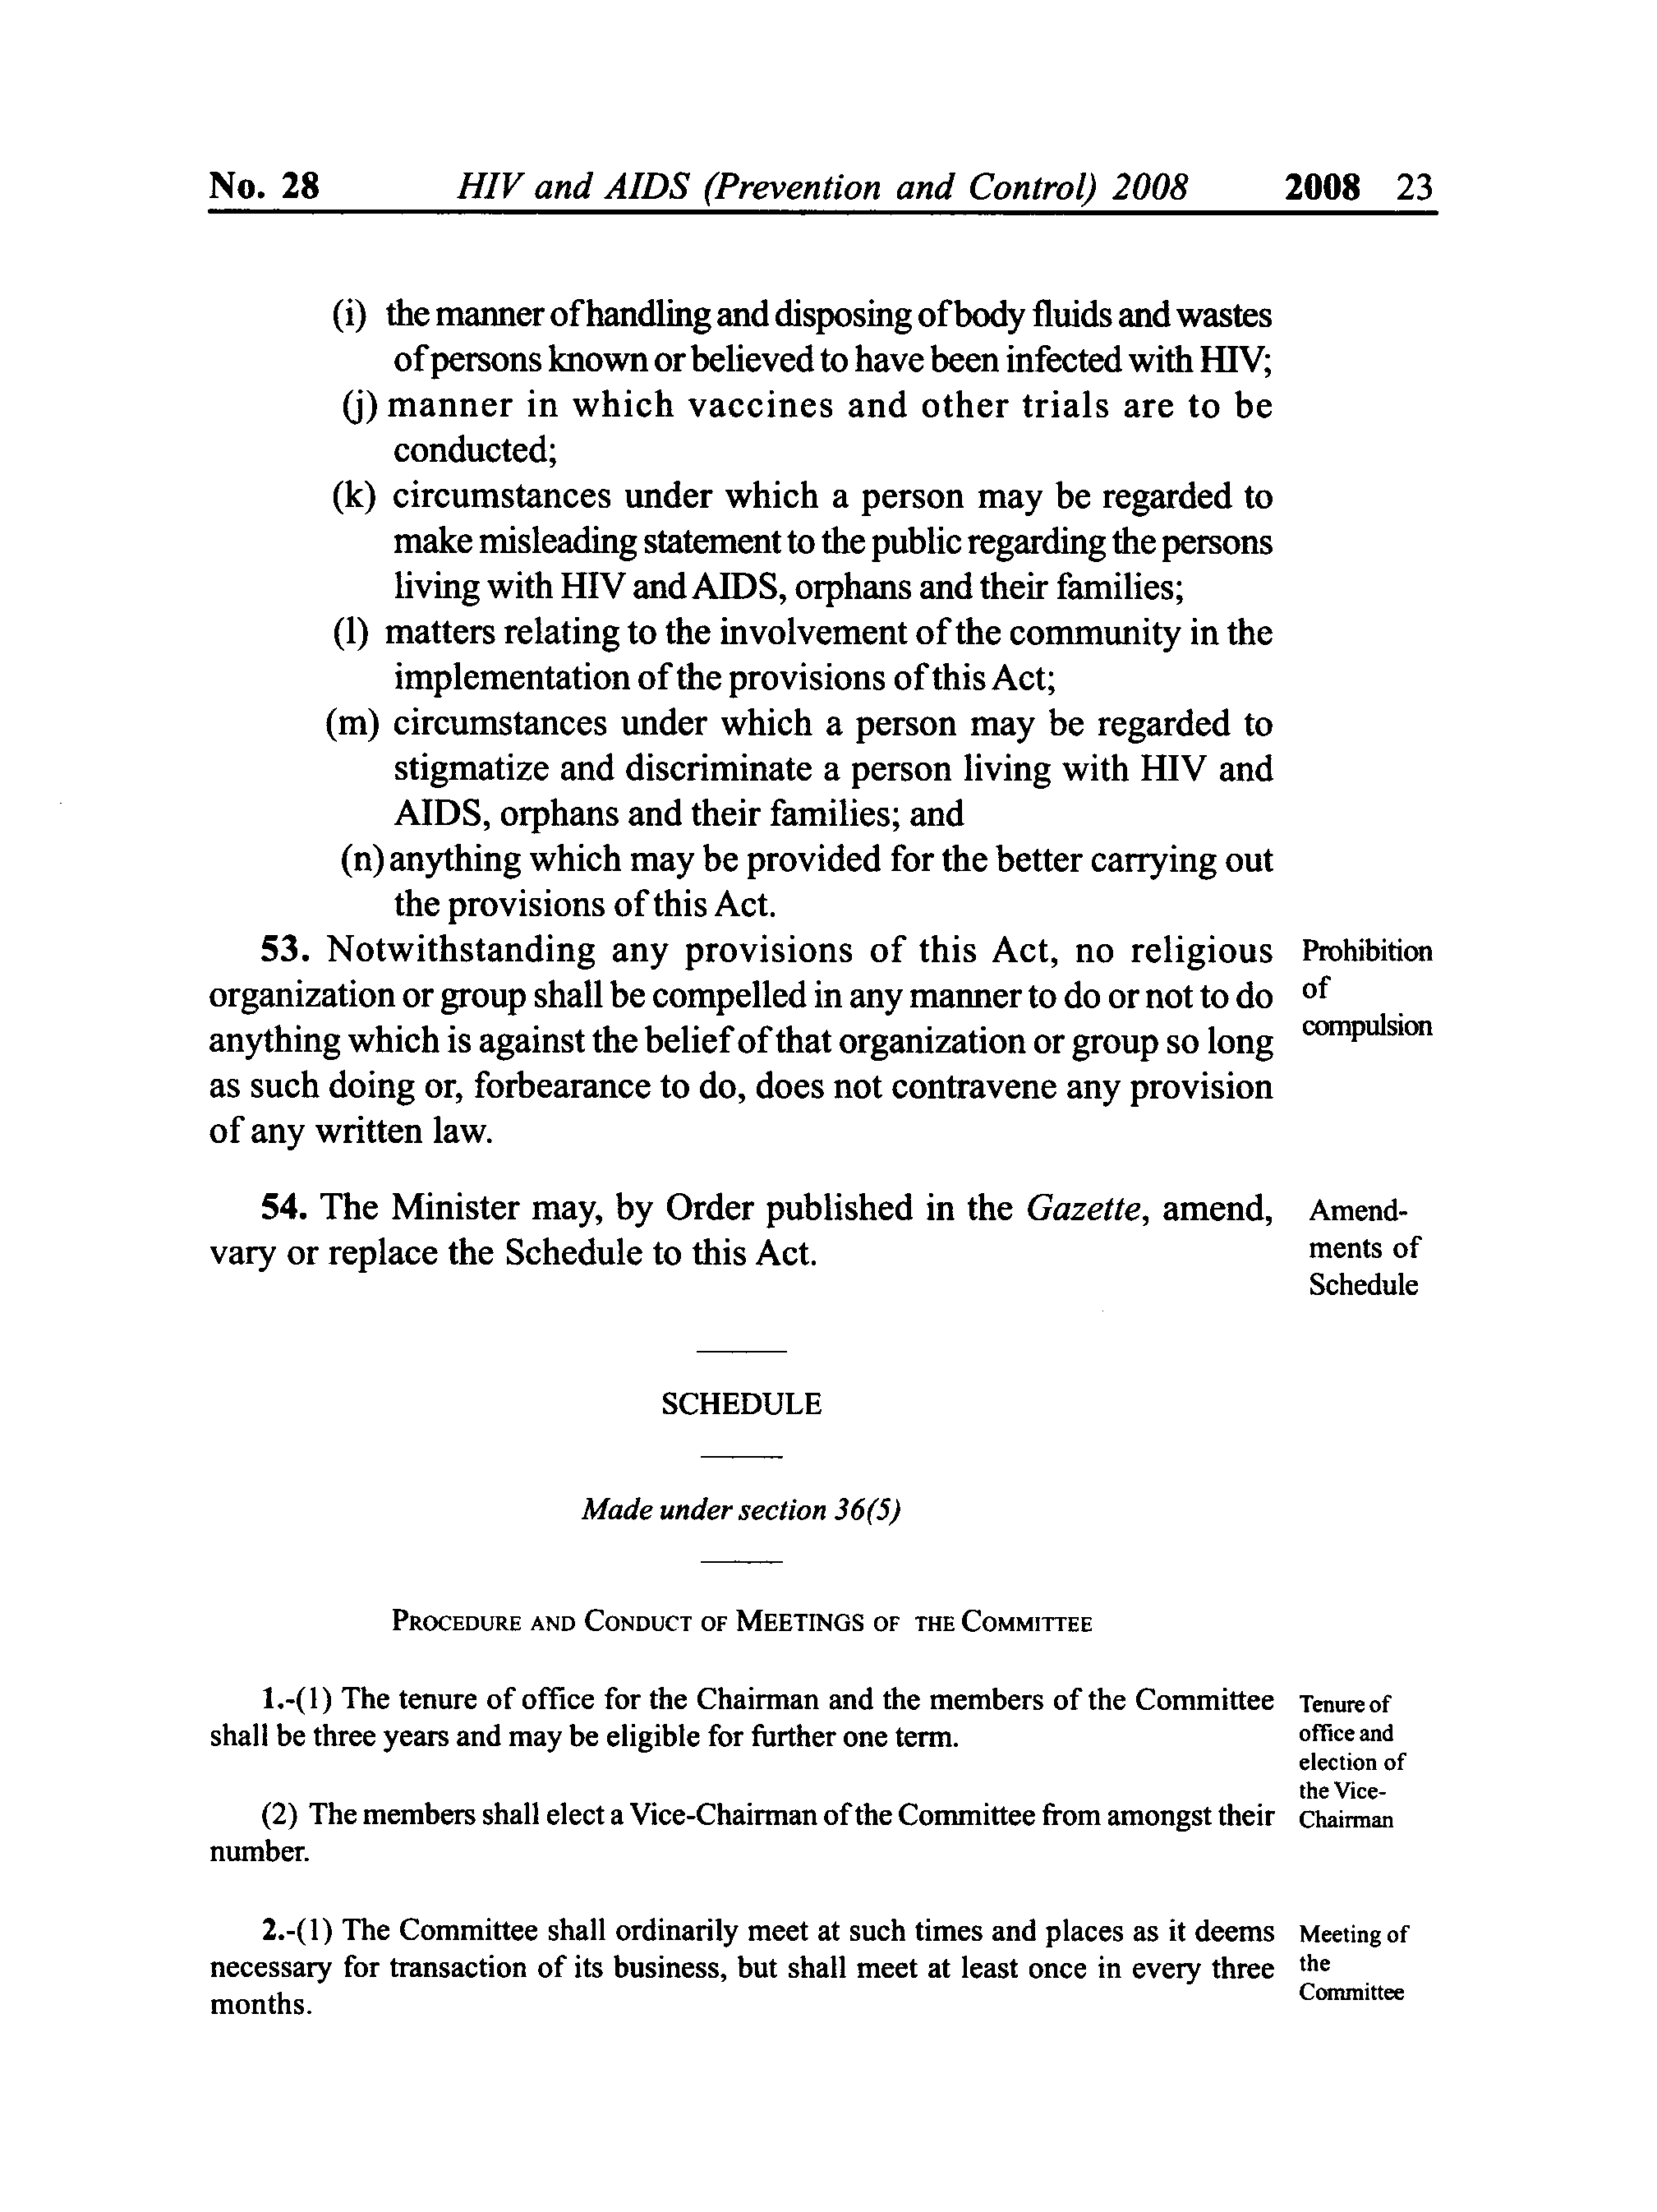 No. 28 HIV and AIDS (Prevention and Control) 2008 2008 23
(i) the manner of handling and disposing of body fluids and wastes
of persons known or believed to have been infected with HIV;
(j) manner in which vaccines and other trials are to be
conducted;
(k) circumstances under which a person may be regarded to
make misleading statement to the public regarding the persons
living with HIV and AIDS, orphans and their families;
(l) matters relating to the involvement of the community in the
implementation of the provisions of this Act;
(m) circumstances under which a person may be regarded to
stigmatize and discriminate a person living with HIV and
AIDS, orphans and their families; and
(n) anything which may be provided for the better carrying out
the provisions of this Act.
53. Notwithstanding any provisions of this Act, no religious
organization or group shall be compelled in any manner to do or not to do
anything which is against the belief of that organization or group so long
as such doing or, forbearance to do, does not contravene any provision
of any written law.
Prohibition
of
compulsion
54. The Minister may, by Order published in the Gazette, amend,
vary or replace the Schedule to this Act.
Amend-
ments of
Schedule
SCHEDULE
Made under section 36(5)
PROCEDURE AND CONDUCT OF MEETINGS OF THE COMMITTEE
1.-(1) The tenure of office for the Chairman and the members of the Committee
shall be three years and may be eligible for further one term.
(2) The members shall elect a Vice-Chairman of the Committee from amongst their
number.
Tenure of
office and
election of
the Vice-
Chairman
2.-(1) The Committee shall ordinarily meet at such times and places as it deems
necessary for transaction of its business, but shall meet at least once in every three
months.
Meeting of
the
Committee